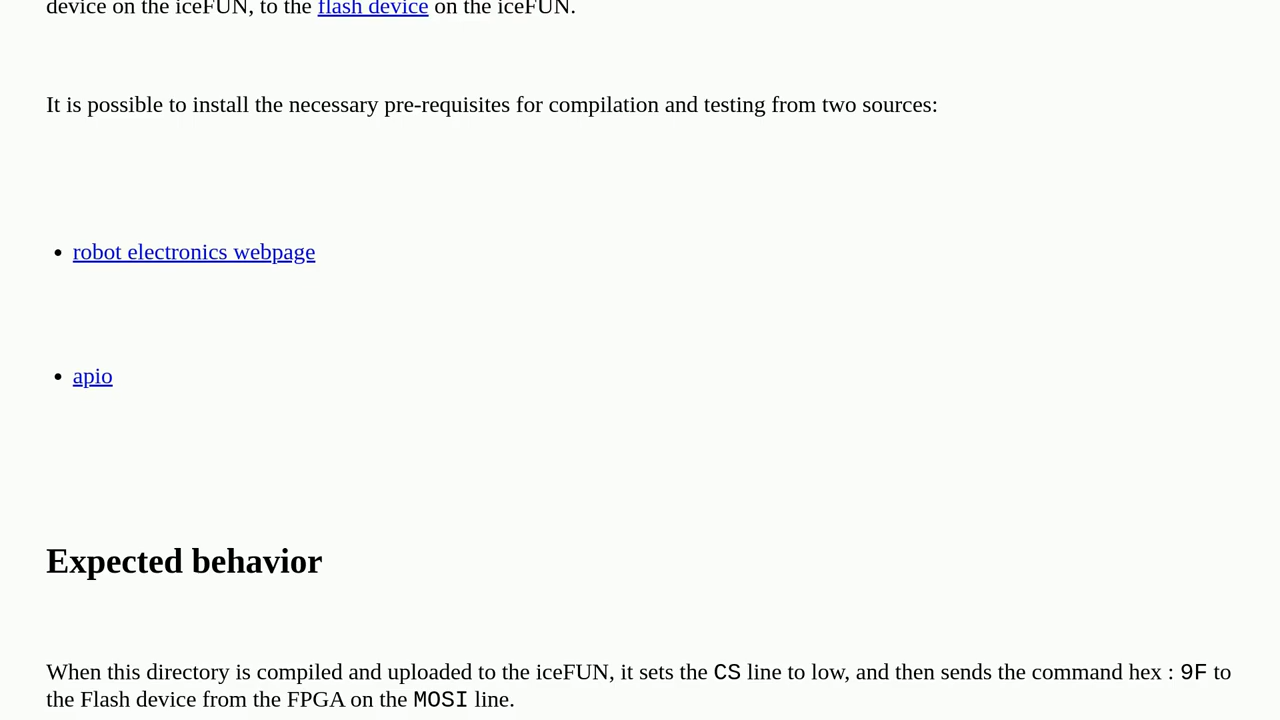 device on the iceFUN, to the flash device on the iceFUN.
It is possible to install the necessary pre-requisites for compilation and testing from two sources:
• robot electronics webpage
• apio
Expected behavior
When this directory is compiled and uploaded to the iceFUN, it sets the CS line to low, and then sends the command hex : 9F to
the Flash device from the FPGA on the MOSI line.